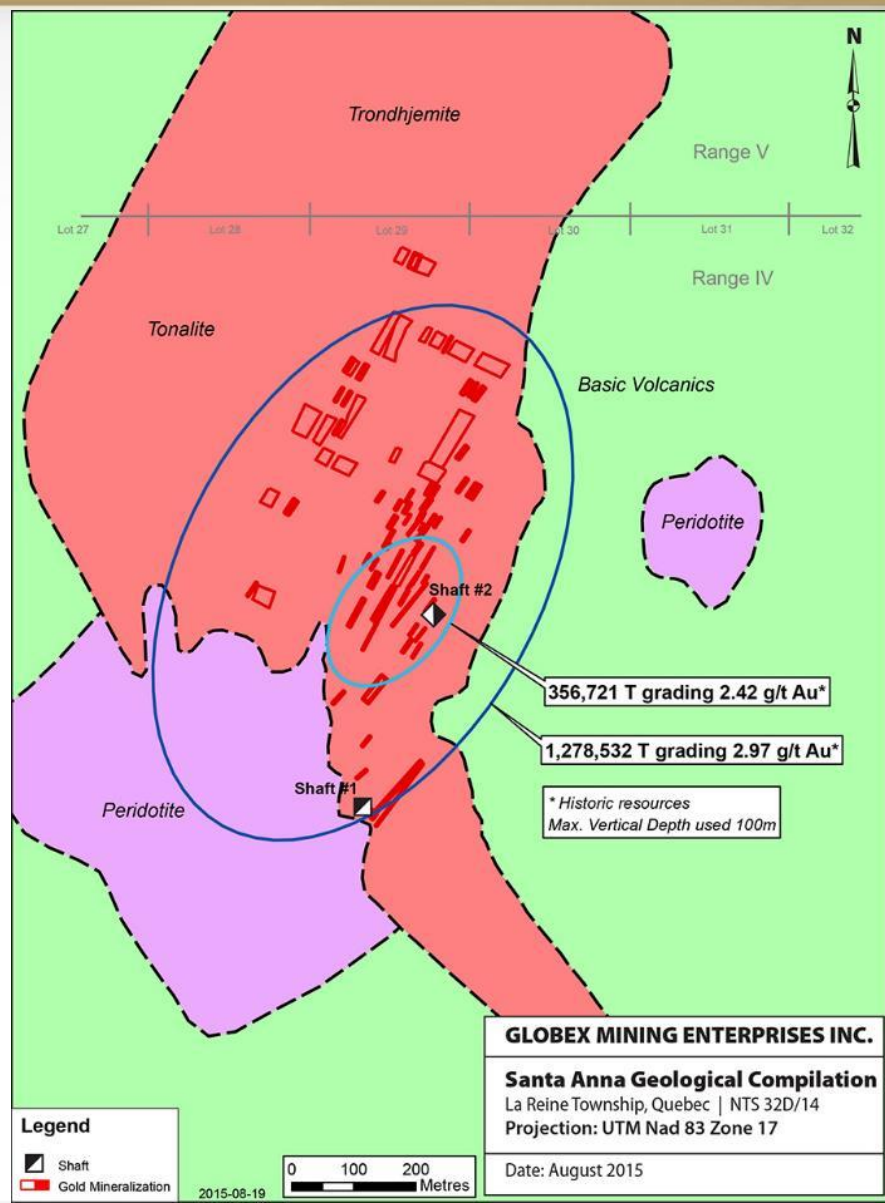 N
Trondhjemite
Range V
Lot 27
Lot 28
Lot 29
Lot 30
Lot 31
Lot 32
Range IV
Tonalite
Basic Volcanics
Peridotite
Shaft #2
356,721 T grading 2.42 g/t Au*
1,278,532 T grading 2.97 g/t Au*
Shaft #1
Peridotite
* Historic resources
Max. Vertical Depth used 100m
GLOBEX MINING ENTERPRISES INC.
Santa Anna Geological Compilation
La Reine Township, Quebec | NTS 32D/14
Projection: UTM Nad 83 Zone 17
Date: August 2015
Legend
Shaft
Gold Mineralization
2015-08-19
0 100 200
Metres